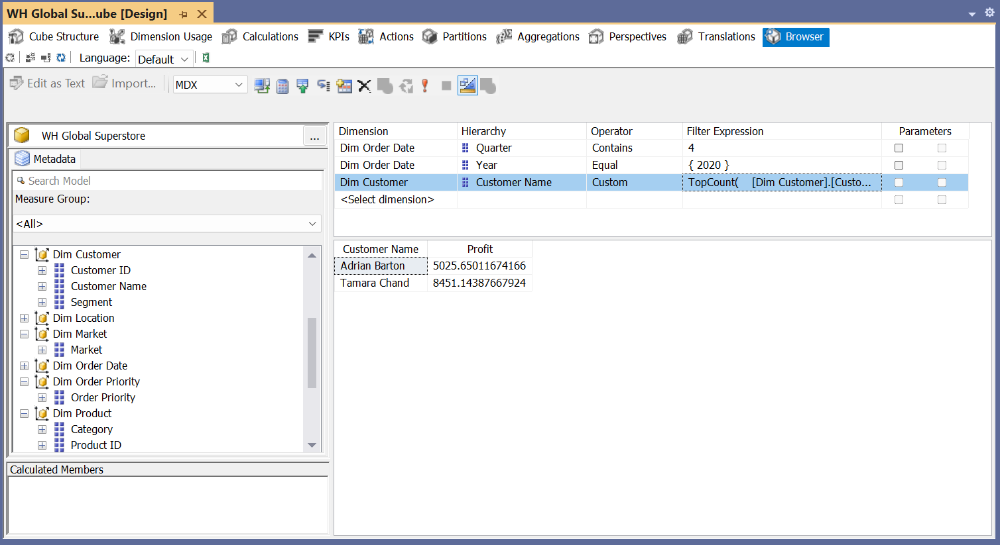 WH Global Su...ube [Design]
Cube Structure Dimension Usage Calculations KPIs Actions Partitions Aggregations Perspectives Translations Browser
Language: Default
Edit as Text Import... MDX
WH Global Superstore ...
Metadata
Search Model
Measure Group:
<All>
Dim Customer
Customer ID
Customer Name
Segment
Dim Location
Dim Market
Market
Dim Order Date
Dim Order Priority
Order Priority
Dim Product
Category
Product ID
Calculated Members
Dimension Hierarchy Operator Filter Expression Parameters
Dim Order Date Quarter Contains 4
Dim Order Date Year Equal { 2020 }
Dim Customer Customer Name Custom TopCount( [Dim Customer].[Custo...
<Select dimension>
Customer Name Profit
Adrian Barton 5025.65011674166
Tamara Chand 8451.14387667924